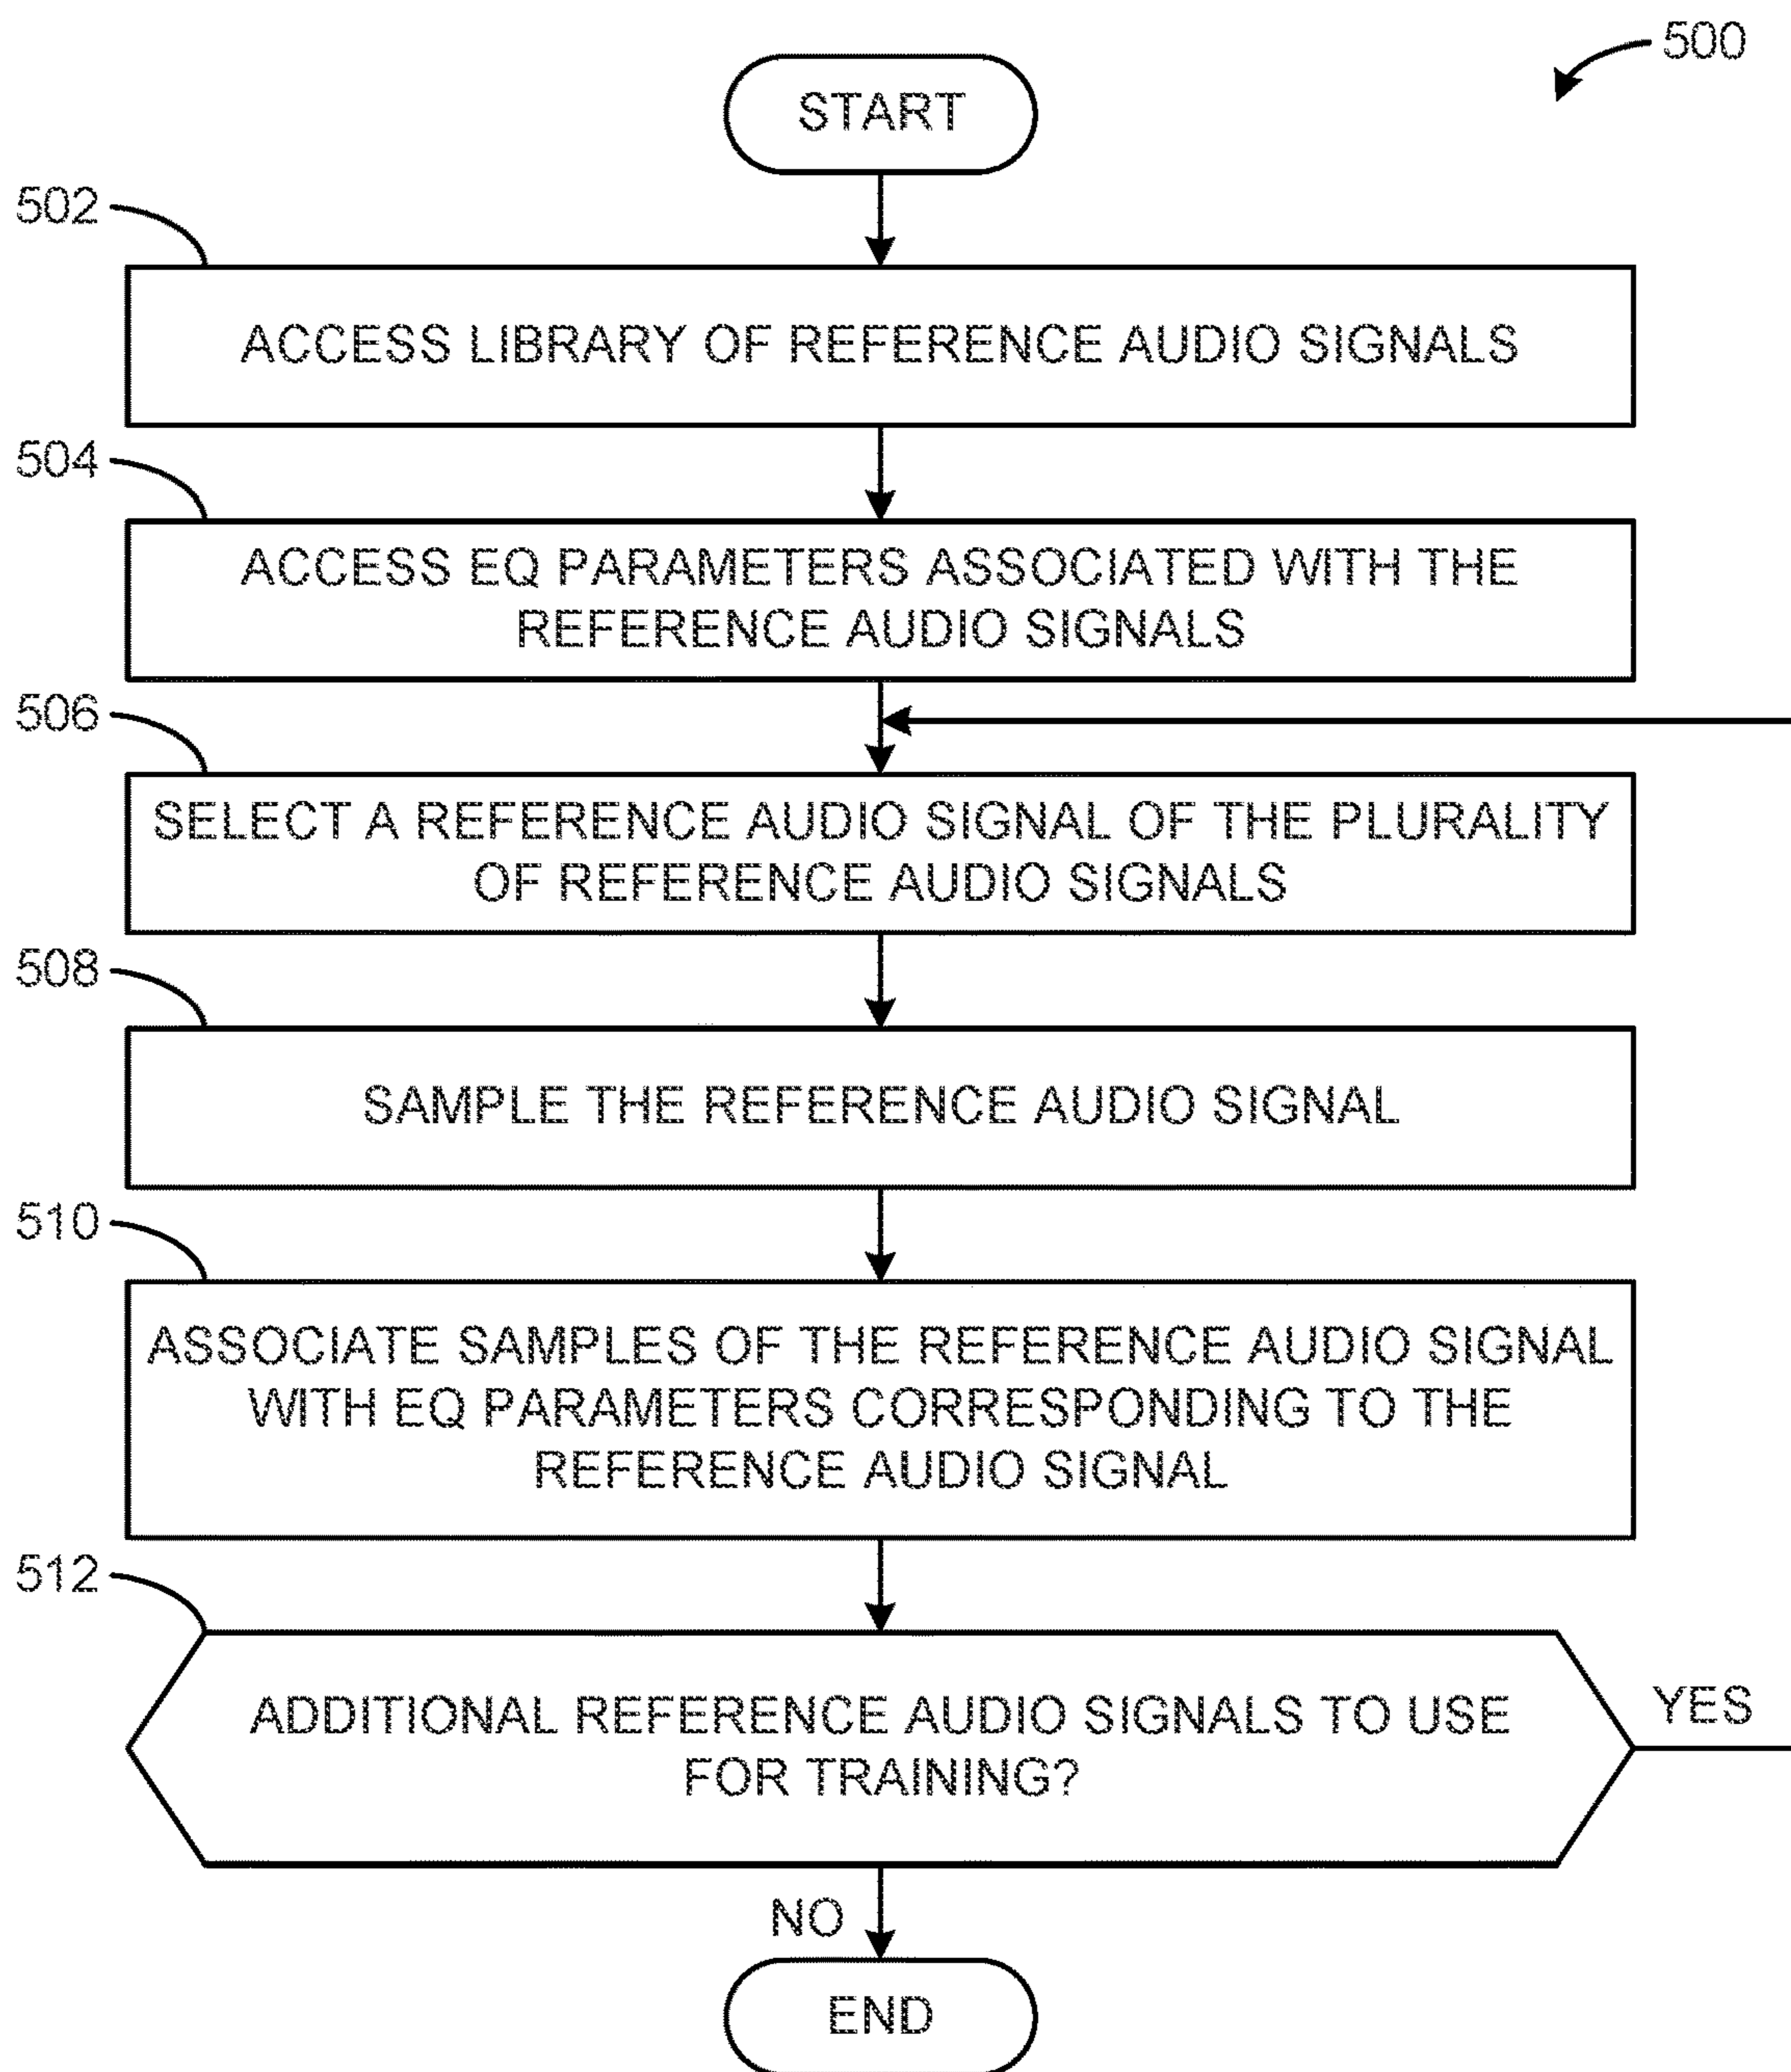 500
START
502
ACCESS LIBRARY OF REFERENCE AUDIO SIGNALS
504
ACCESS EQ PARAMETERS ASSOCIATED WITH THE
REFERENCE AUDIO SIGNALS
506
SELECT A REFERENCE AUDIO SIGNAL OF THE PLURALITY
OF REFERENCE AUDIO SIGNALS
508
SAMPLE THE REFERENCE AUDIO SIGNAL
510
ASSOCIATE SAMPLES OF THE REFERENCE AUDIO SIGNAL
WITH EQ PARAMETERS CORRESPONDING TO THE
REFERENCE AUDIO SIGNAL
512
ADDITIONAL REFERENCE AUDIO SIGNALS TO USE
FOR TRAINING?
YES
NO
END